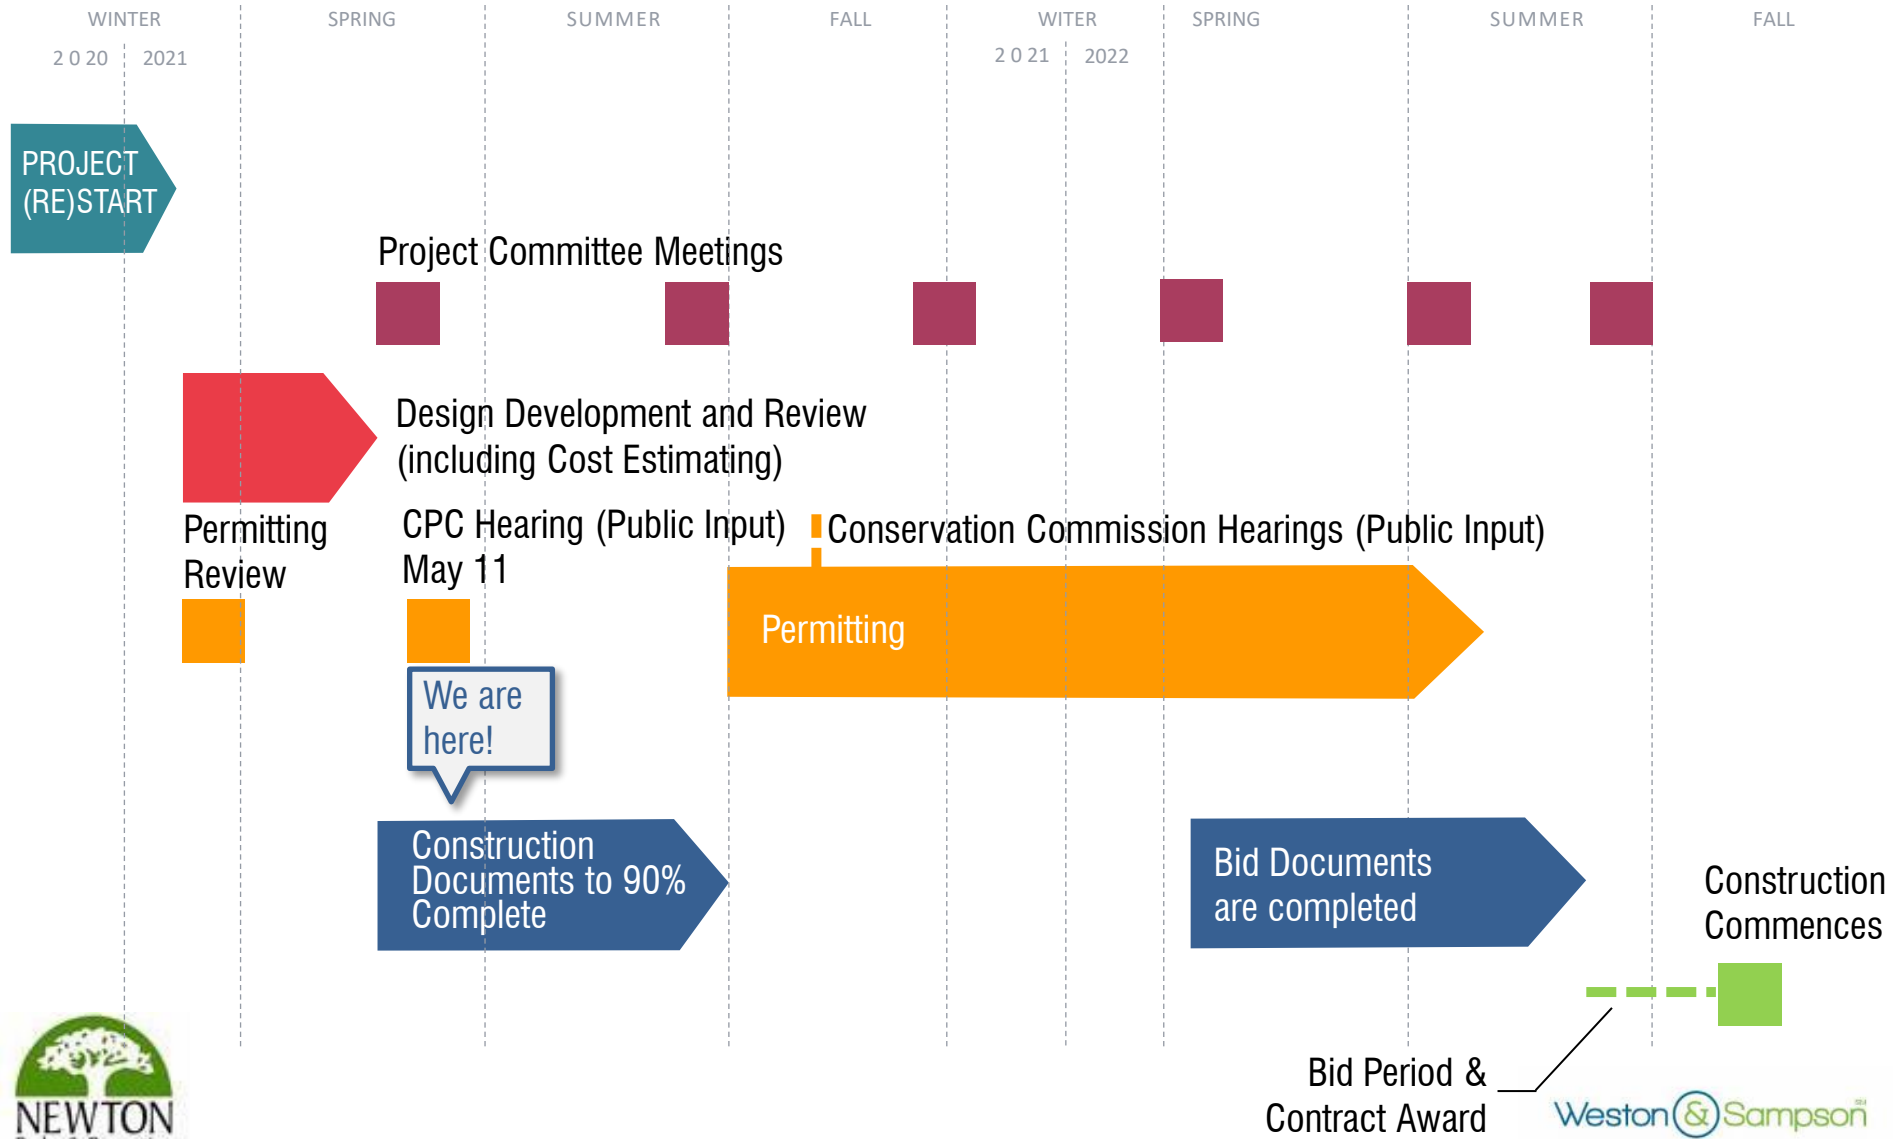 WINTER SPRING SUMMER FALL WITER SPRING SUMMER FALL
2020 2021 2021 2022
PROJECT
(RE)START
Project Committee Meetings
Design Development and Review
(including Cost Estimating)
Permitting
Review
CPC Hearing (Public Input)
May 11
Conservation Commission Hearings (Public Input)
Permitting
We are
here!
Construction
Documents to 90%
Complete
Bid Documents
are completed
Construction
Commences
Bid Period &
Contract Award
NEWTON
Weston & Sampson